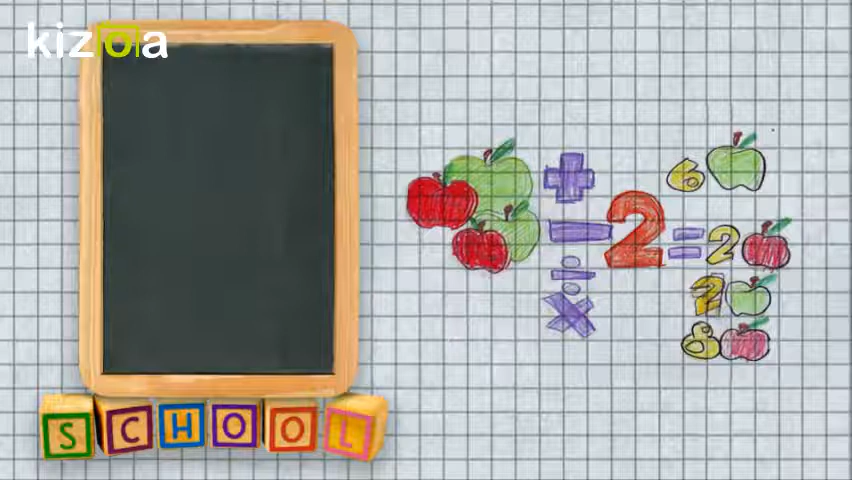 kizoa
+ 6
- 2 = 2
÷ 2
× 8
SCHOOL